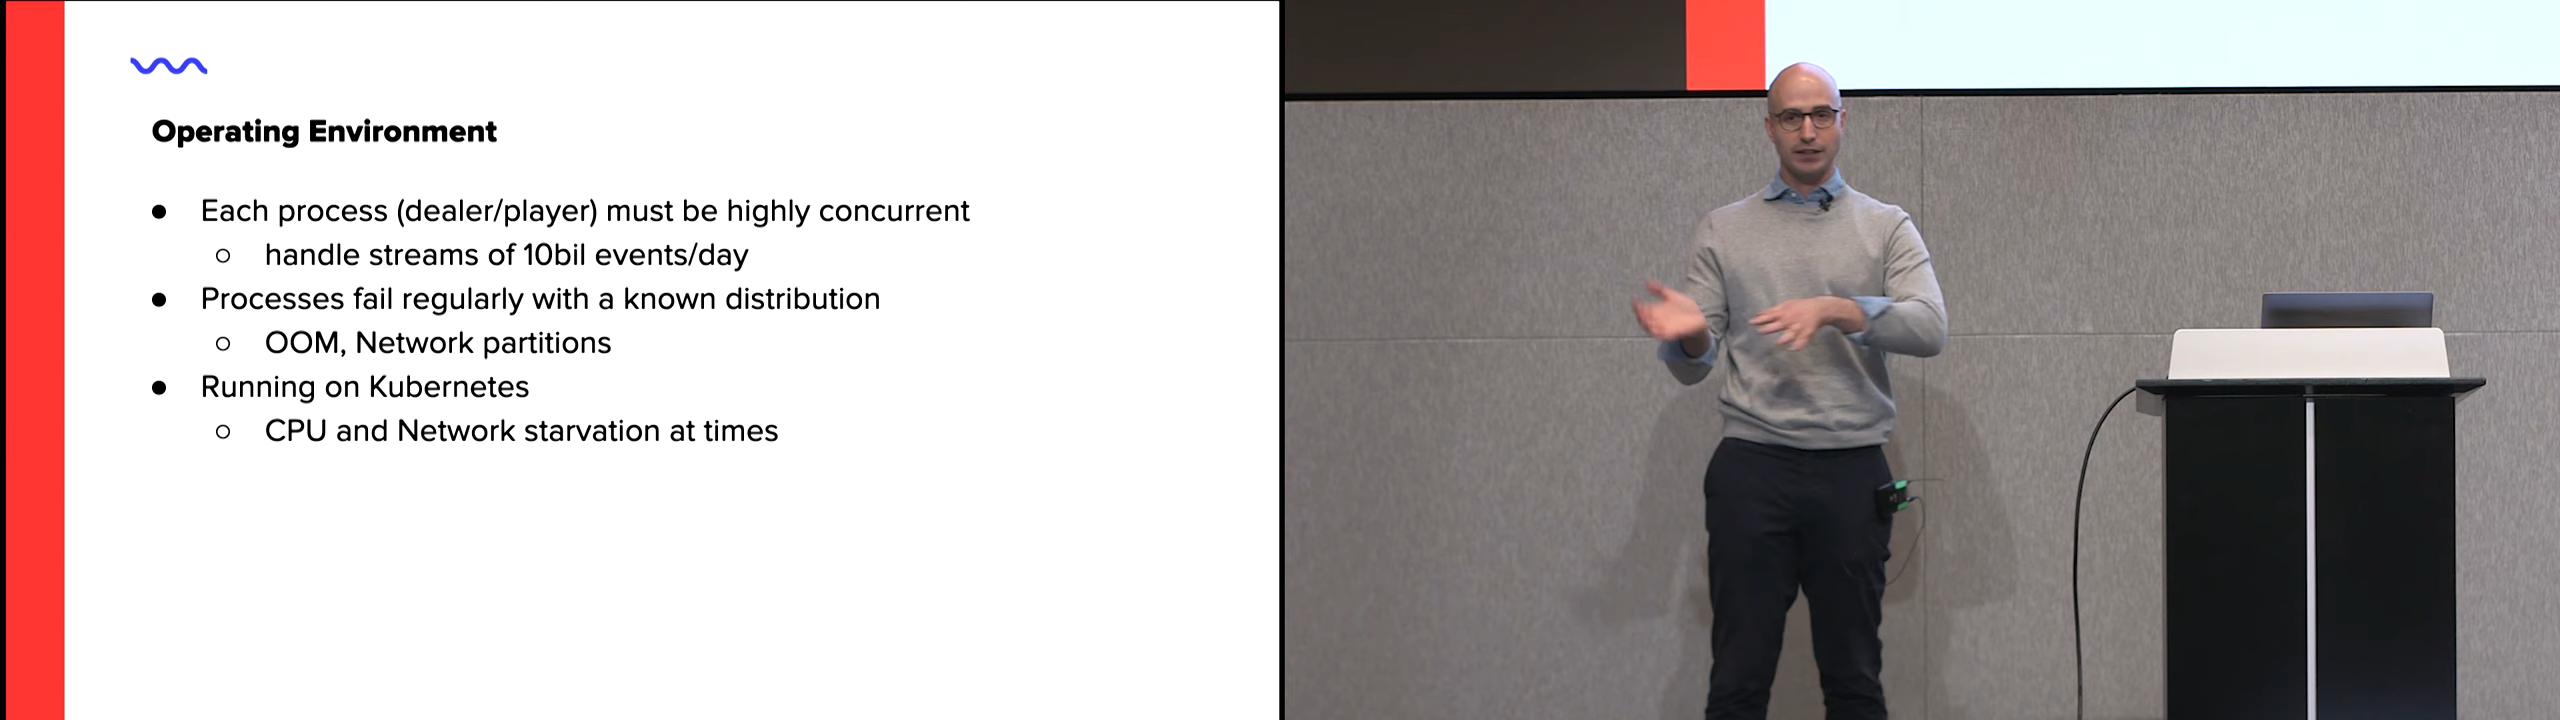 Operating Environment
● Each process (dealer/player) must be highly concurrent
○ handle streams of 10bil events/day
● Processes fail regularly with a known distribution
○ OOM, Network partitions
● Running on Kubernetes
○ CPU and Network starvation at times